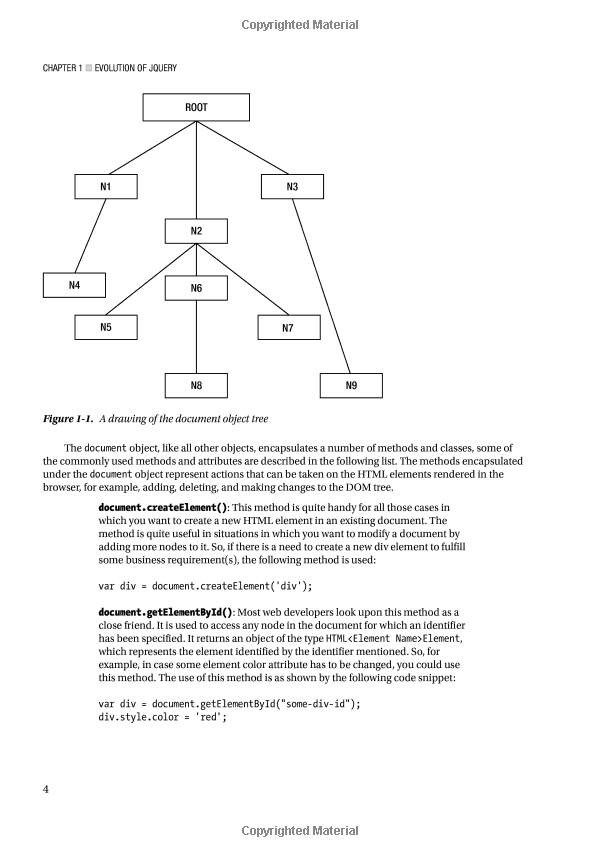 Copyrighted Material
CHAPTER 1 ■ EVOLUTION OF JQUERY
ROOT
N1
N3
N2
N4
N6
N5
N7
N8
N9
Figure 1-1. A drawing of the document object tree
The document object, like all other objects, encapsulates a number of methods and classes, some of
the commonly used methods and attributes are described in the following list. The methods encapsulated
under the document object represent actions that can be taken on the HTML elements rendered in the
browser, for example, adding, deleting, and making changes to the DOM tree.
document.createElement(): This method is quite handy for all those cases in
which you want to create a new HTML element in an existing document. The
method is quite useful in situations in which you want to modify a document by
adding more nodes to it. So, if there is a need to create a new div element to fulfill
some business requirement(s), the following method is used:
var div = document.createElement('div');
document.getElementById(): Most web developers look upon this method as a
close friend. It is used to access any node in the document for which an identifier
has been specified. It returns an object of the type HTML<Element Name>Element,
which represents the element identified by the identifier mentioned. So, for
example, in case some element color attribute has to be changed, you could use
this method. The use of this method is as shown by the following code snippet:
var div = document.getElementById("some-div-id");
div.style.color = 'red';
4
Copyrighted Material